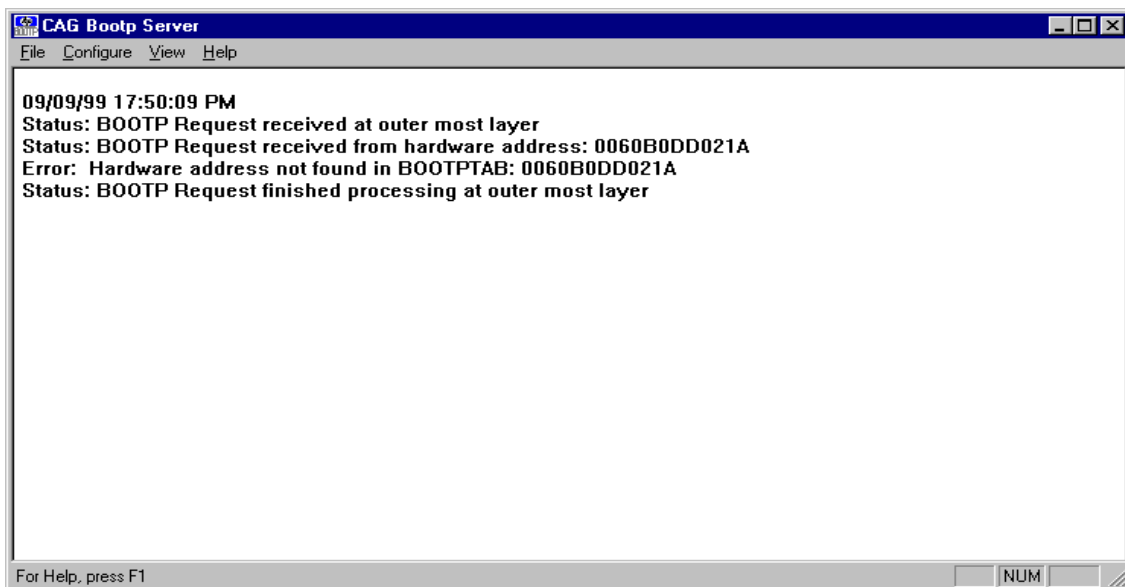 CAG Bootp Server
File Configure View Help
09/09/99 17:50:09 PM
Status: BOOTP Request received at outer most layer
Status: BOOTP Request received from hardware address: 0060B0DD021A
Error: Hardware address not found in BOOTPTAB: 0060B0DD021A
Status: BOOTP Request finished processing at outer most layer
For Help, press F1
NUM